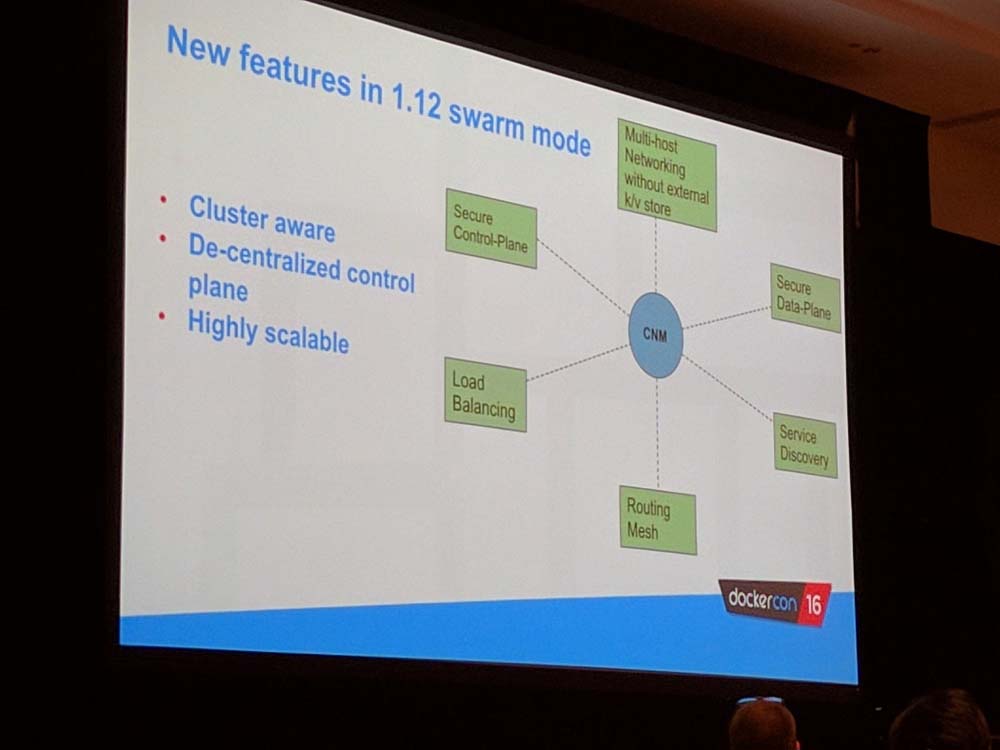 New features in 1.12 swarm mode
Cluster aware
De-centralized control
plane
Highly scalable
Multi-host
Networking
without external
k/v store
Secure
Control-Plane
Secure
Data-Plane
CNM
Load
Balancing
Service
Discovery
Routing
Mesh
dockercon 16